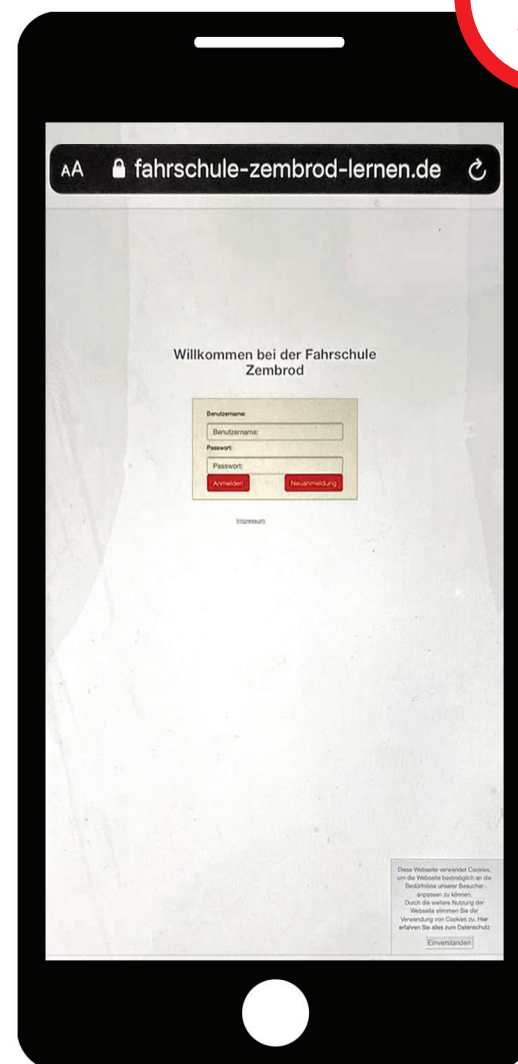 AA fahrschule-zembrod-lernen.de
Willkommen bei der Fahrschule
Zembrod
Benutzername:
Benutzername:
Passwort:
Passwort:
Anmelden Neuanmeldung
Impressum
Diese Webseite verwendet Cookies,
um die Webseite bestmöglich an die
Bedürfnisse unserer Besucher
anpassen zu können.
Durch die weitere Nutzung der
Webseite stimmen Sie der
Verwendung von Cookies zu. Hier
erfahren Sie alles zum Datenschutz
Einverstanden